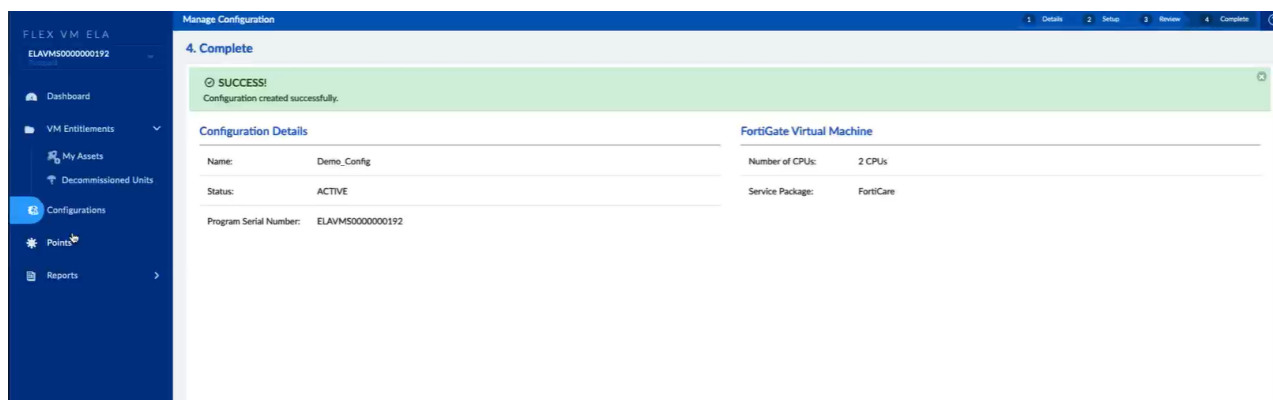 Manage Configuration
1 Details 2 Setup 3 Review 4 Complete
FLEX VM ELA
ELAVMS0000000192
4. Complete
SUCCESS!
Configuration created successfully.
Dashboard
VM Entitlements
My Assets
Decommissioned Units
Configurations
Points
Reports
Configuration Details
Name: Demo_Config
Status: ACTIVE
Program Serial Number: ELAVMS0000000192
FortiGate Virtual Machine
Number of CPUs: 2 CPUs
Service Package: FortiCare